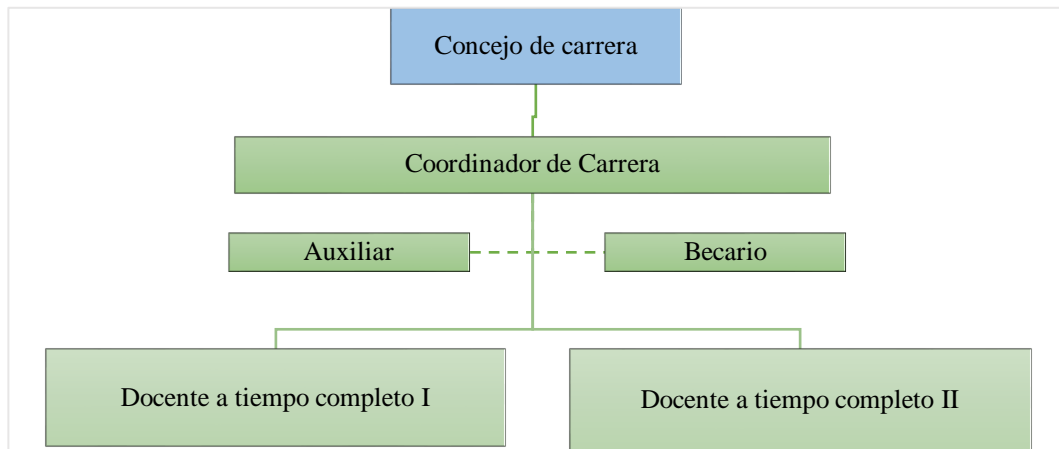 Concejo de carrera
Coordinador de Carrera
Auxiliar
Becario
Docente a tiempo completo I
Docente a tiempo completo II